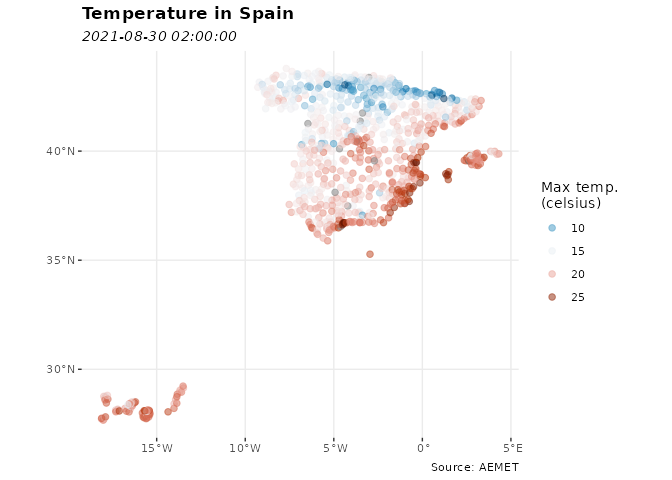 Temperature in Spain
2021-08-30 02:00:00
40°N
35°N
30°N
15°W
10°W
5°W
0°
5°E
Max temp.
(celsius)
10
15
20
25
Source: AEMET